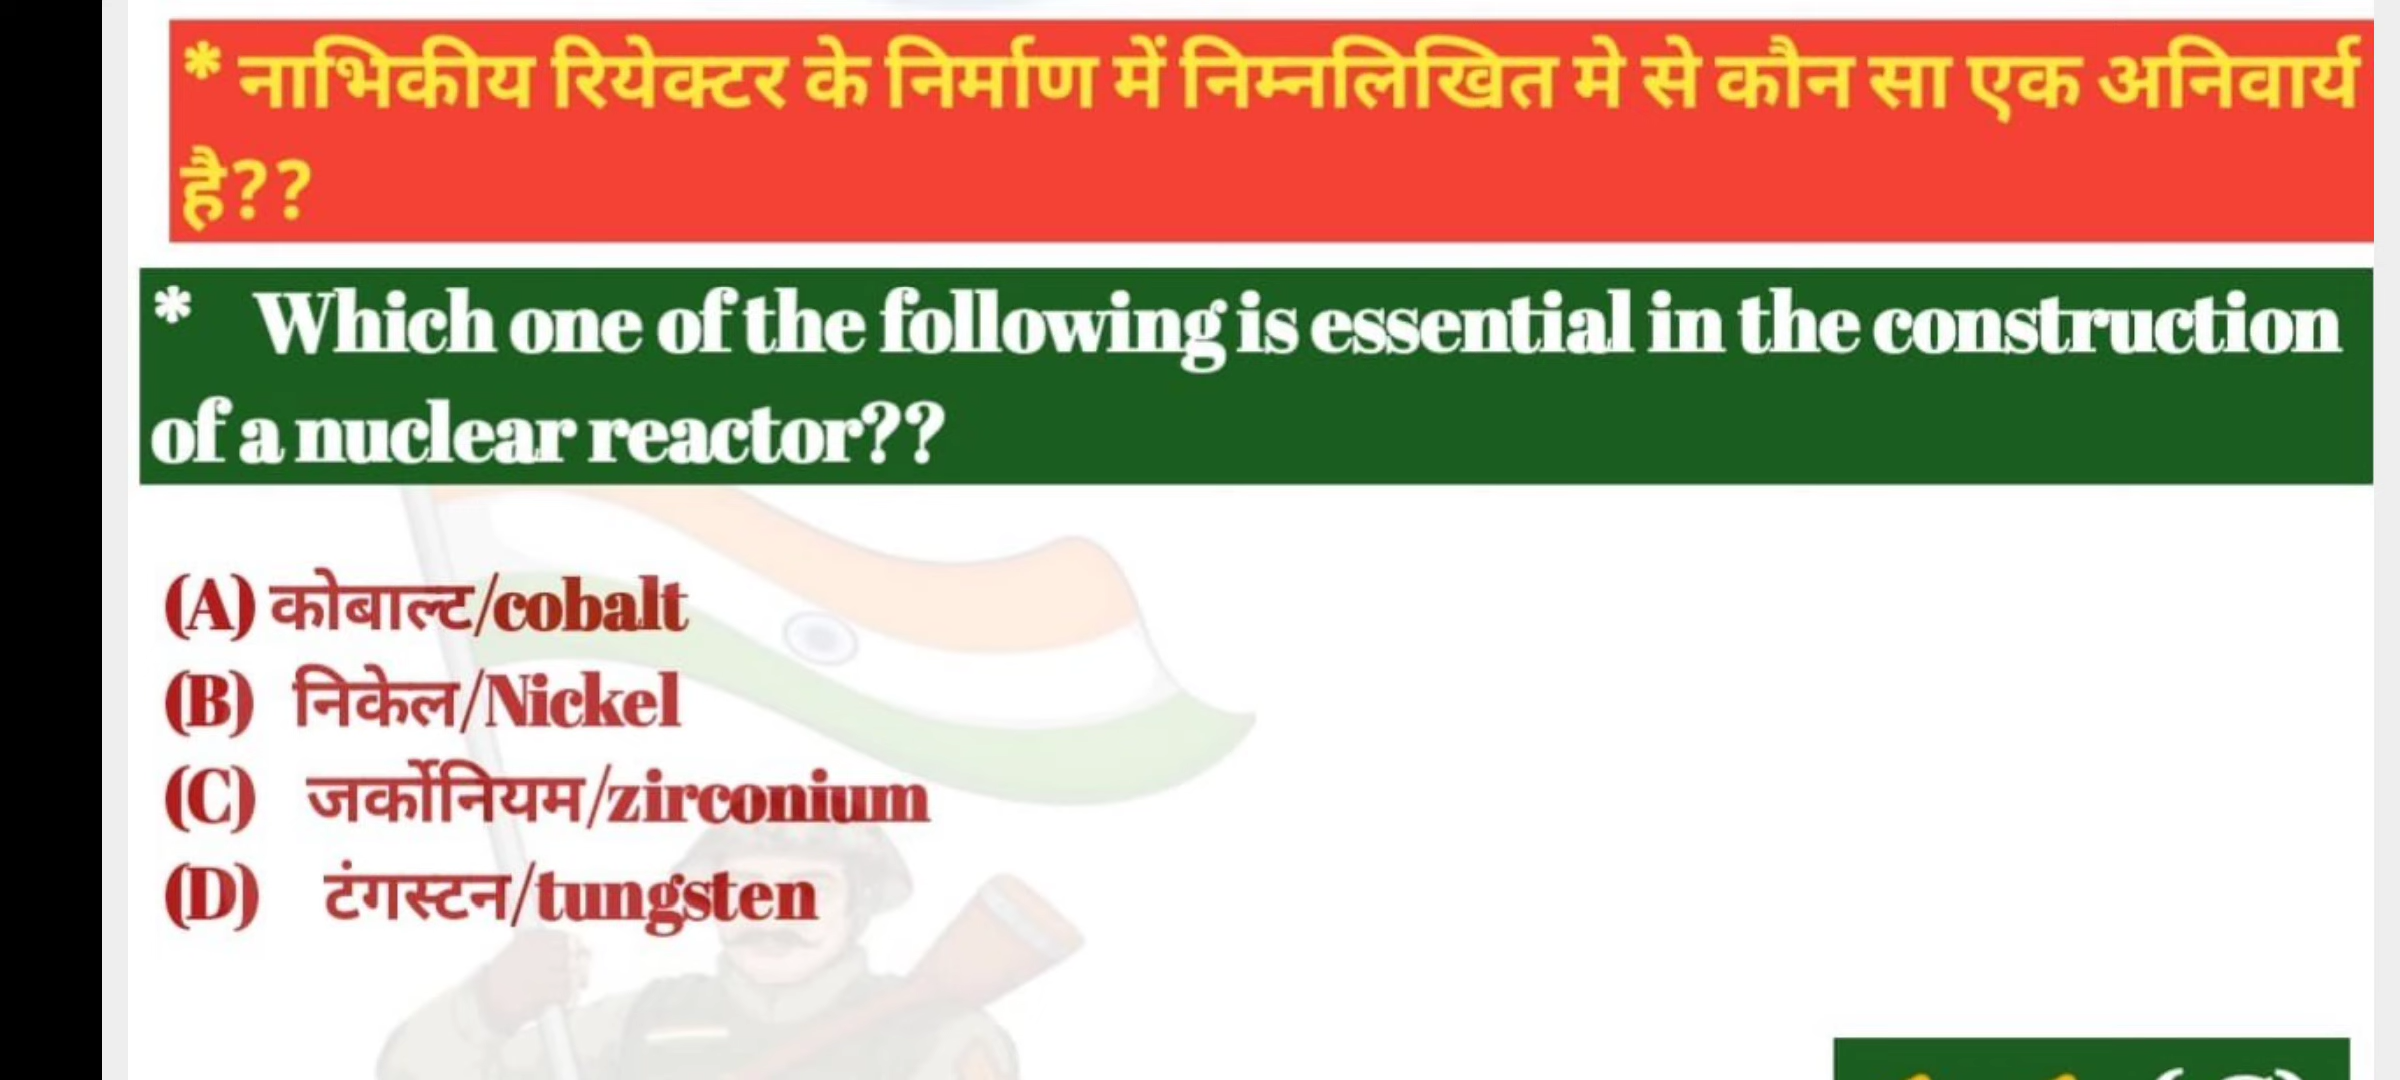 * नाभिकीय रियेक्टर के निर्माण में निम्नलिखित मे से कौन सा एक अनिवार्य
है??
* Which one of the following is essential in the construction
of a nuclear reactor??
(A) कोबाल्ट/cobalt
(B) निकेल/Nickel
(C) जर्कोनियम/zirconium
(D) टंगस्टन/tungsten